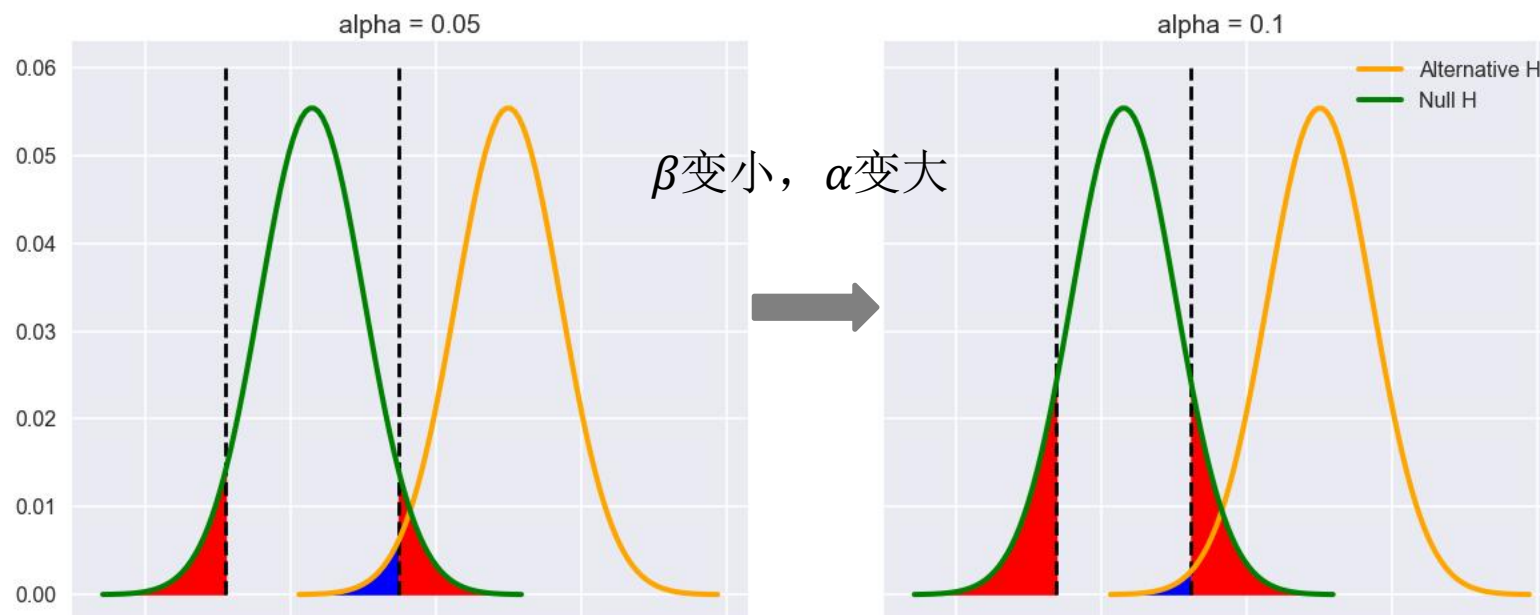 alpha = 0.05
alpha = 0.1
0.06
0.05
0.04
0.03
0.02
0.01
0.00
β变小，α变大
Alternative H
Null H